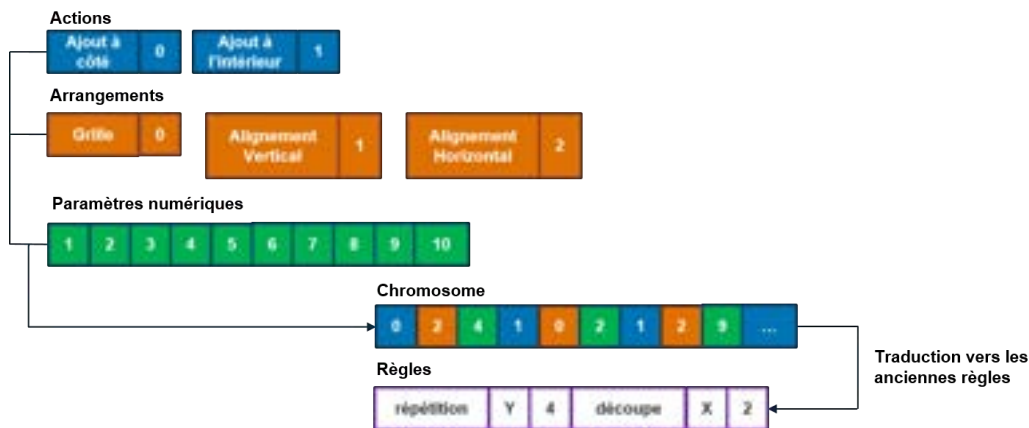 Actions
Ajout à côté 0 Ajout à l'intérieur 1
Arrangements
Grille 0 Alignement Vertical 1 Alignement Horizontal 2
Paramètres numériques
1 2 3 4 5 6 7 8 9 10
Chromosome
0 2 4 1 0 2 1 2 9 ...
Traduction vers les
anciennes règles
Règles
répétition Y 4 découpe X 2